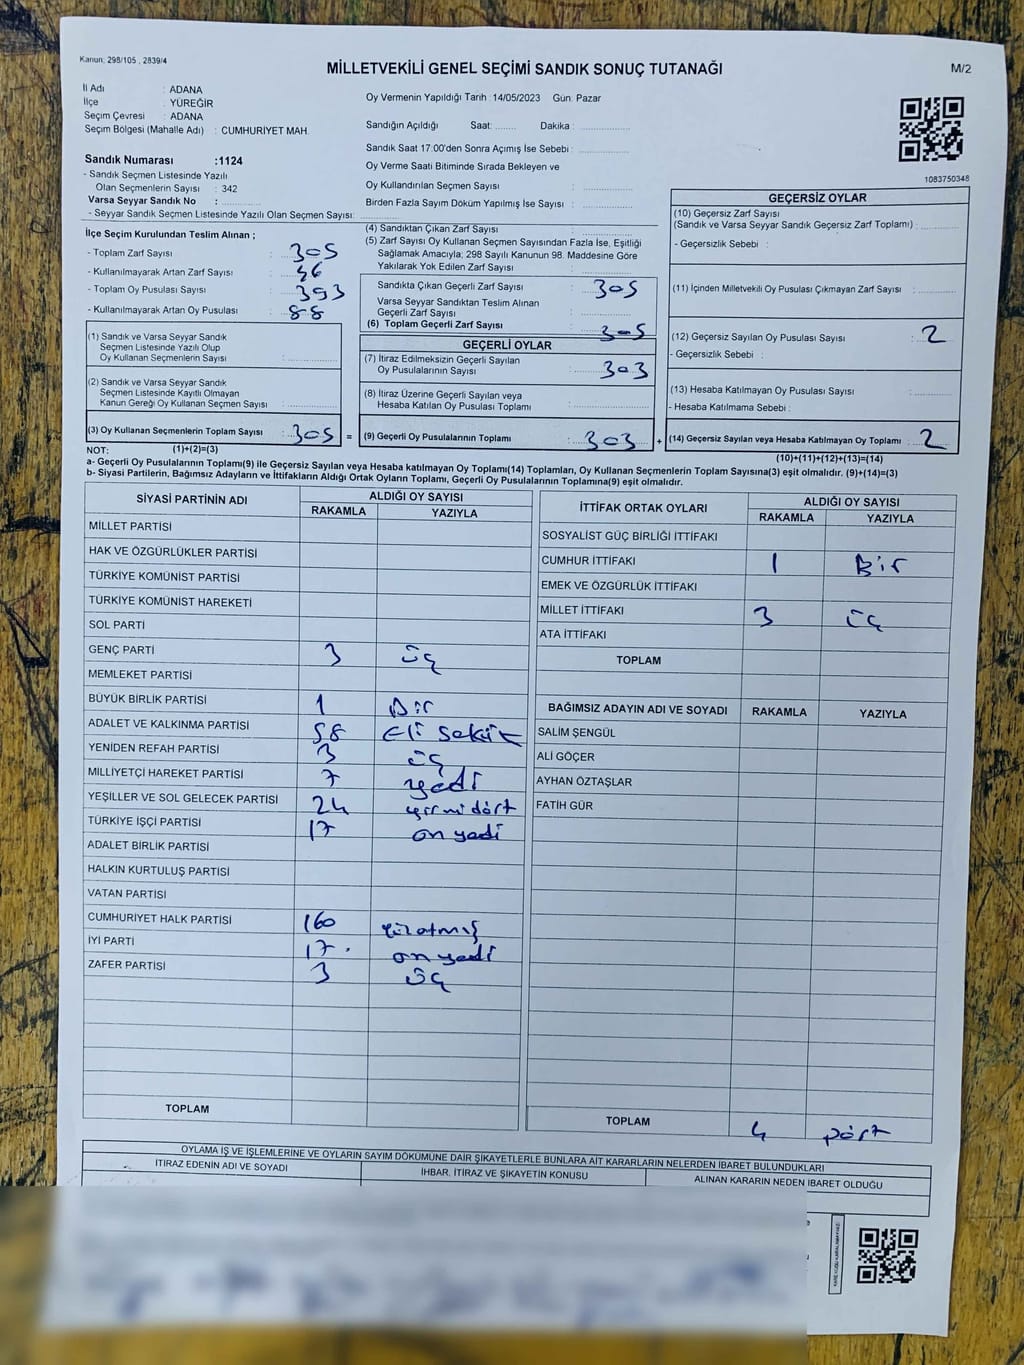 Kanun: 298/105 , 2839/4
MİLLETVEKİLİ GENEL SEÇİMİ SANDIK SONUÇ TUTANAĞI
M/2
İl Adı : ADANA
İlçe : YÜREĞİR
Seçim Çevresi : ADANA
Seçim Bölgesi (Mahalle Adı) : CUMHURİYET MAH.
Oy Vermenin Yapıldığı Tarih : 14/05/2023 Gün: Pazar
Sandığın Açıldığı Saat: ........ Dakika : ....................
Sandık Saat 17:00'den Sonra Açımış İse Sebebi : ....................
Oy Verme Saati Bitiminde Sırada Bekleyen ve
Oy Kullandırılan Seçmen Sayısı : ....................
Birden Fazla Sayım Döküm Yapılmış İse Sayısı : ....................
1083750348
Sandık Numarası :1124
- Sandık Seçmen Listesinde Yazılı
Olan Seçmenlerin Sayısı : 342
Varsa Seyyar Sandık No : ....................
- Seyyar Sandık Seçmen Listesinde Yazılı Olan Seçmen Sayısı: ....................
İlçe Seçim Kurulundan Teslim Alınan ;
- Toplam Zarf Sayısı : 305
- Kullanılmayarak Artan Zarf Sayısı :
- Toplam Oy Pusulası Sayısı : 393
- Kullanılmayarak Artan Oy Pusulası : 88
(1) Sandık ve Varsa Seyyar Sandık
Seçmen Listesinde Yazılı Olup
Oy Kullanan Seçmenlerin Sayısı : ....................
(2) Sandık ve Varsa Seyyar Sandık
Seçmen Listesinde Kayıtlı Olmayan
Kanun Gereği Oy Kullanan Seçmen Sayısı : ....................
(3) Oy Kullanan Seçmenlerin Toplam Sayısı : 305 =
(1)+(2)=(3)
(4) Sandıktan Çıkan Zarf Sayısı : ....................
(5) Zarf Sayısı Oy Kullanan Seçmen Sayısından Fazla İse, Eşitliği
Sağlamak Amacıyla; 298 Sayılı Kanunun 98. Maddesine Göre
Yakılarak Yok Edilen Zarf Sayısı : ....................
Sandıkta Çıkan Geçerli Zarf Sayısı : 305
Varsa Seyyar Sandıktan Teslim Alınan
Geçerli Zarf Sayısı : ....................
(6) Toplam Geçerli Zarf Sayısı : 305
GEÇERLİ OYLAR
(7) İtiraz Edilmeksizin Geçerli Sayılan
Oy Pusulalarının Sayısı : 303
(8) İtiraz Üzerine Geçerli Sayılan veya
Hesaba Katılan Oy Pusulası Toplamı : ....................
(9) Geçerli Oy Pusulalarının Toplamı : 303 +
GEÇERSİZ OYLAR
(10) Geçersiz Zarf Sayısı
(Sandık ve Varsa Seyyar Sandık Geçersiz Zarf Toplamı) : ............
- Geçersizlik Sebebi :
(11) İçinden Milletvekili Oy Pusulası Çıkmayan Zarf Sayısı : ............
(12) Geçersiz Sayılan Oy Pusulası Sayısı : 2
- Geçersizlik Sebebi :
(13) Hesaba Katılmayan Oy Pusulası Sayısı : ............
- Hesaba Katılmama Sebebi :
(14) Geçersiz Sayılan veya Hesaba Katılmayan Oy Toplamı : 2
(10)+(11)+(12)+(13)=(14)
NOT:
a- Geçerli Oy Pusulalarının Toplamı(9) ile Geçersiz Sayılan veya Hesaba katılmayan Oy Toplamı(14) Toplamları, Oy Kullanan Seçmenlerin Toplam Sayısına(3) eşit olmalıdır. (9)+(14)=(3)
b- Siyasi Partilerin, Bağımsız Adayların ve İttifakların Aldığı Ortak Oyların Toplamı, Geçerli Oy Pusulalarının Toplamına(9) eşit olmalıdır.
SİYASİ PARTİNİN ADI ALDIĞI OY SAYISI
RAKAMLA YAZIYLA
MİLLET PARTİSİ
HAK VE ÖZGÜRLÜKLER PARTİSİ
TÜRKİYE KOMÜNİST PARTİSİ
TÜRKİYE KOMÜNİST HAREKETİ
SOL PARTİ
GENÇ PARTİ 3 üç
MEMLEKET PARTİSİ
BÜYÜK BİRLİK PARTİSİ 1 Bir
ADALET VE KALKINMA PARTİSİ 58 Eli Sekiz
YENİDEN REFAH PARTİSİ 3 üç
MİLLİYETÇİ HAREKET PARTİSİ 7 yedi
YEŞİLLER VE SOL GELECEK PARTİSİ 24 yirmi dört
TÜRKİYE İŞÇİ PARTİSİ 17 on yedi
ADALET BİRLİK PARTİSİ
HALKIN KURTULUŞ PARTİSİ
VATAN PARTİSİ
CUMHURİYET HALK PARTİSİ 160 yüzatmış
İYİ PARTİ 17 on yedi
ZAFER PARTİSİ 3 üç
TOPLAM
İTTİFAK ORTAK OYLARI ALDIĞI OY SAYISI
RAKAMLA YAZIYLA
SOSYALİST GÜÇ BİRLİĞİ İTTİFAKI
CUMHUR İTTİFAKI 1 Bir
EMEK VE ÖZGÜRLÜK İTTİFAKI
MİLLET İTTİFAKI 3 üç
ATA İTTİFAKI
TOPLAM
BAĞIMSIZ ADAYIN ADI VE SOYADI RAKAMLA YAZIYLA
SALİM ŞENGÜL
ALİ GÖÇER
AYHAN ÖZTAŞLAR
FATİH GÜR
TOPLAM 4 Dört
OYLAMA İŞ VE İŞLEMLERİNE VE OYLARIN SAYIM DÖKÜMÜNE DAİR ŞİKAYETLERLE BUNLARA AİT KARARLARIN NELERDEN İBARET BULUNDUKLARI
İTİRAZ EDENİN ADI VE SOYADI İHBAR, İTİRAZ VE ŞİKAYETİN KONUSU ALINAN KARARIN NEDEN İBARET OLDUĞU